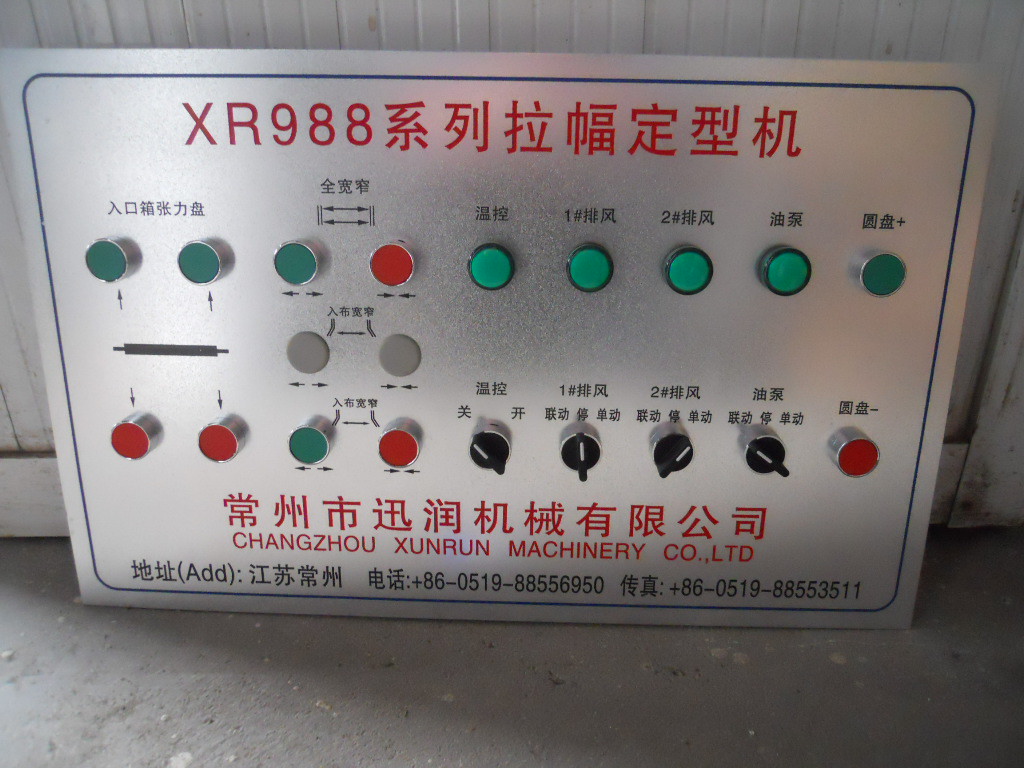 XR988系列拉幅定型机
全宽窄
入口箱张力盘
温控 1#排风 2#排风 油泵 圆盘+
入布宽窄
入布宽窄
温控 1#排风 2#排风 油泵 圆盘-
关 开 联动 停 单动 联动 停 单动 联动 停 单动
常州市迅润机械有限公司
CHANGZHOU XUNRUN MACHINERY CO.,LTD
地址(Add): 江苏常州 电话:+86-0519-88556950 传真: +86-0519-88553511